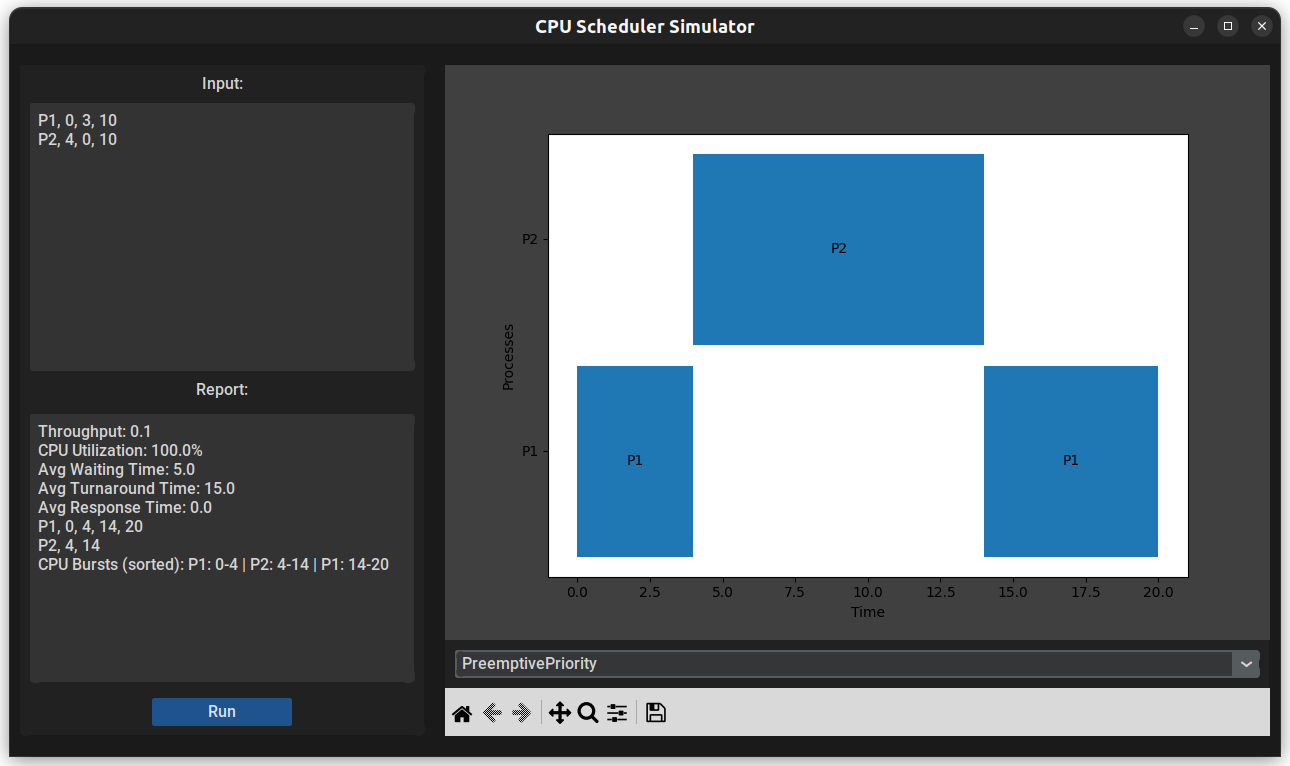 CPU Scheduler Simulator
Input:
P1, 0, 3, 10
P2, 4, 0, 10
Report:
Throughput: 0.1
CPU Utilization: 100.0%
Avg Waiting Time: 5.0
Avg Turnaround Time: 15.0
Avg Response Time: 0.0
P1, 0, 4, 14, 20
P2, 4, 14
CPU Bursts (sorted): P1: 0-4 | P2: 4-14 | P1: 14-20
Run
Processes
P2
P2
P1
P1
P1
0.0 2.5 5.0 7.5 10.0 12.5 15.0 17.5 20.0
Time
PreemptivePriority